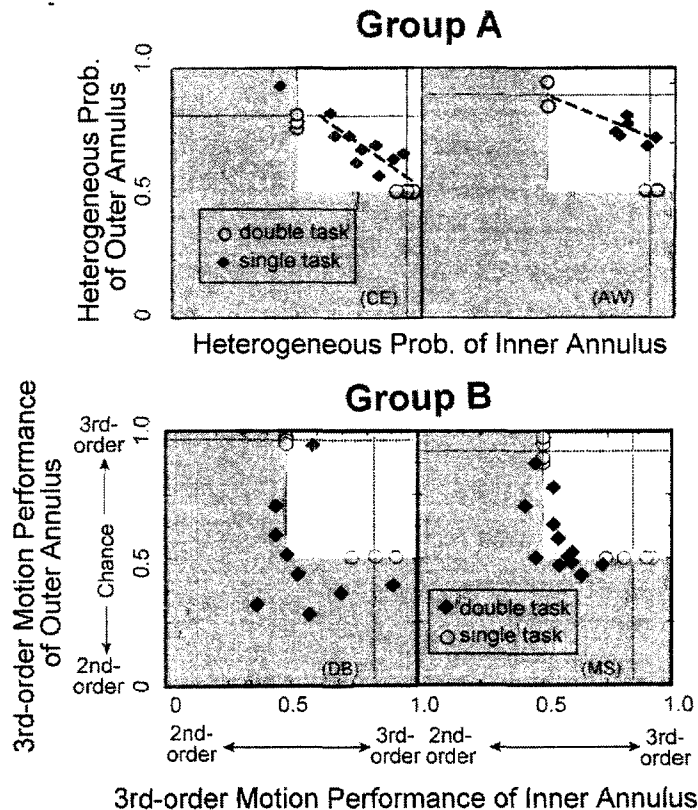 Group A
Heterogeneous Prob.
of Outer Annulus
1.0
0.5
0
double task
single task
(CE)
(AW)
Heterogeneous Prob. of Inner Annulus
Group B
3rd-order Motion Performance
of Outer Annulus
3rd-
order
Chance
2nd-
order
1.0
0.5
0
(DB)
double task
single task
(MS)
0 0.5 1.0 0.5 1.0
2nd-
order
3rd-
order
2nd-
order
3rd-
order
3rd-order Motion Performance of Inner Annulus